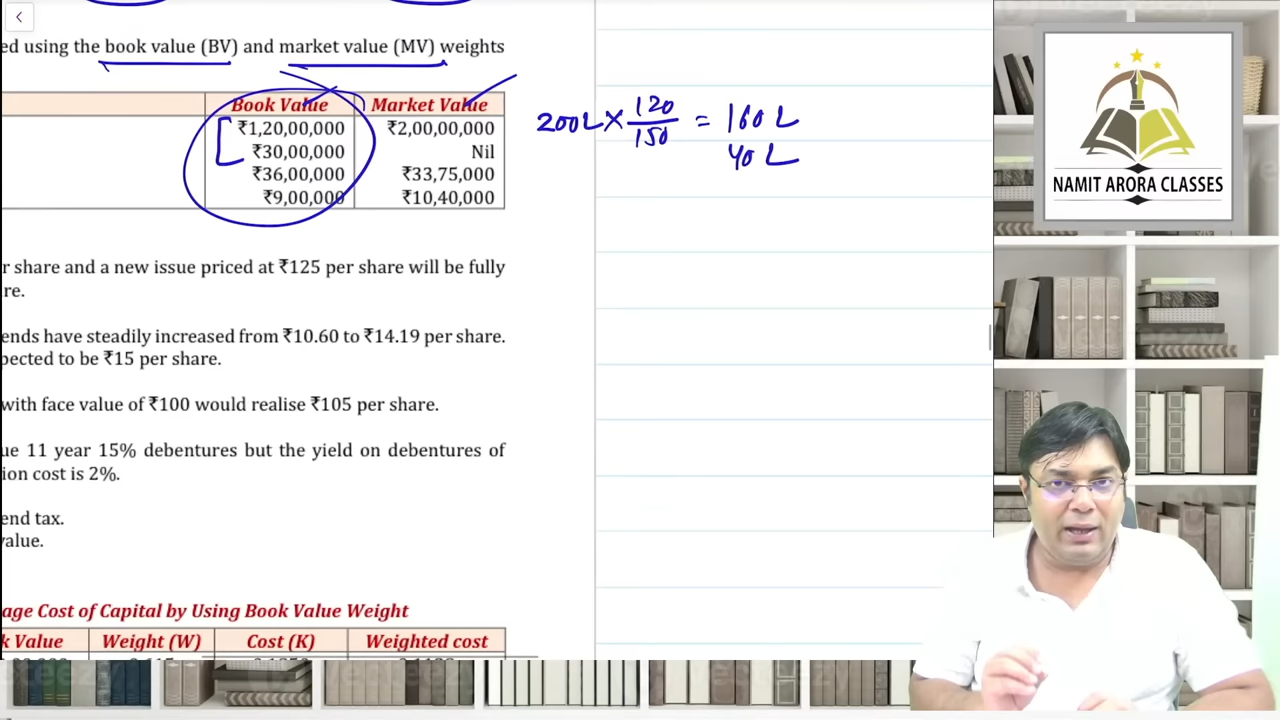 ed using the book value (BV) and market value (MV) weights
Book Value Market Value
₹1,20,00,000 ₹2,00,00,000
₹30,00,000 Nil
₹36,00,000 ₹33,75,000
₹9,00,000 ₹10,40,000
200L × 120/150 = 160 L
40 L
r share and a new issue priced at ₹125 per share will be fully
re.
ends have steadily increased from ₹10.60 to ₹14.19 per share.
pected to be ₹15 per share.
with face value of ₹100 would realise ₹105 per share.
ue 11 year 15% debentures but the yield on debentures of
ion cost is 2%.
end tax.
value.
age Cost of Capital by Using Book Value Weight
k Value Weight (W) Cost (K) Weighted cost
NAMIT ARORA CLASSES